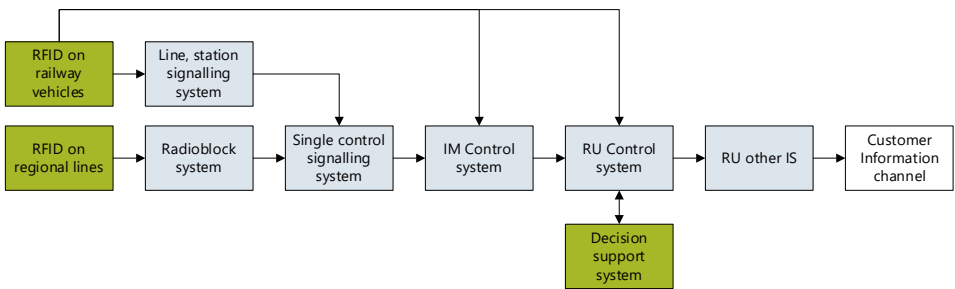 RFID on
railway
vehicles
Line, station
signalling
system
RFID on
regional lines
Radioblock
system
Single control
signalling
system
IM Control
system
RU Control
system
RU other IS
Customer
Information
channel
Decision
support
system